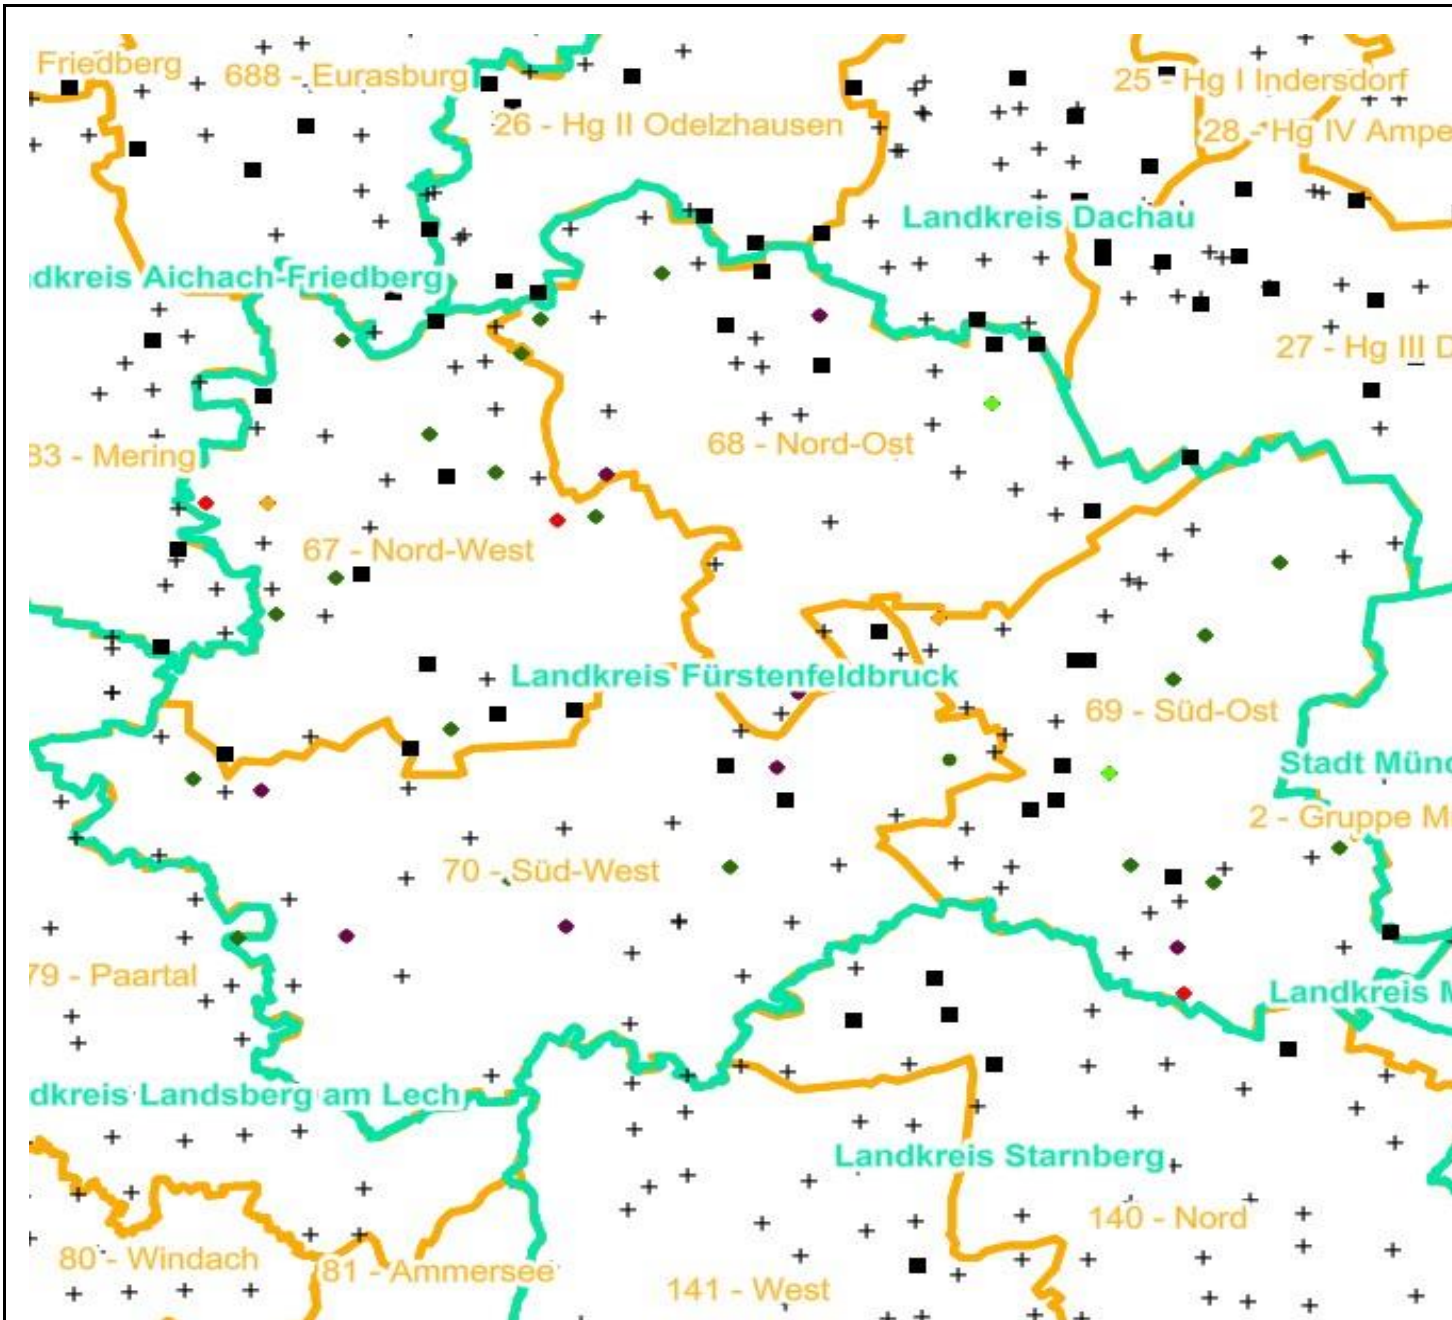 Friedberg
688 - Eurasburg
25 - Hg I Indersdorf
26 - Hg II Odelzhausen
28 - Hg IV Ampe
Landkreis Dachau
dkreis Aichach-Friedberg
27 - Hg III D
68 - Nord-Ost
83 - Mering
67 - Nord-West
Landkreis Fürstenfeldbruck
69 - Süd-Ost
Stadt Münc
2 - Gruppe M
70 - Süd-West
79 - Paartal
Landkreis M
dkreis Landsberg am Lech
Landkreis Starnberg
140 - Nord
80 - Windach
81 - Ammersee
141 - West